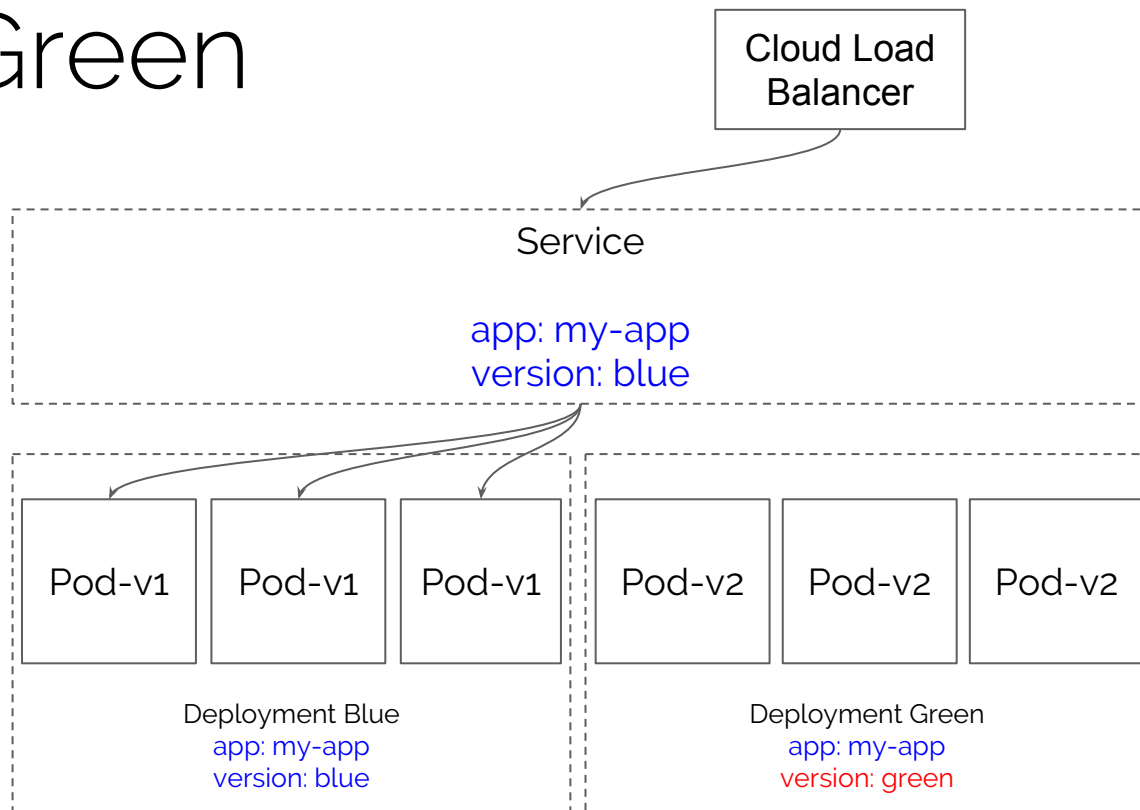 Green
Cloud Load
Balancer
Service
app: my-app
version: blue
Pod-v1
Pod-v1
Pod-v1
Pod-v2
Pod-v2
Pod-v2
Deployment Blue
app: my-app
version: blue
Deployment Green
app: my-app
version: green